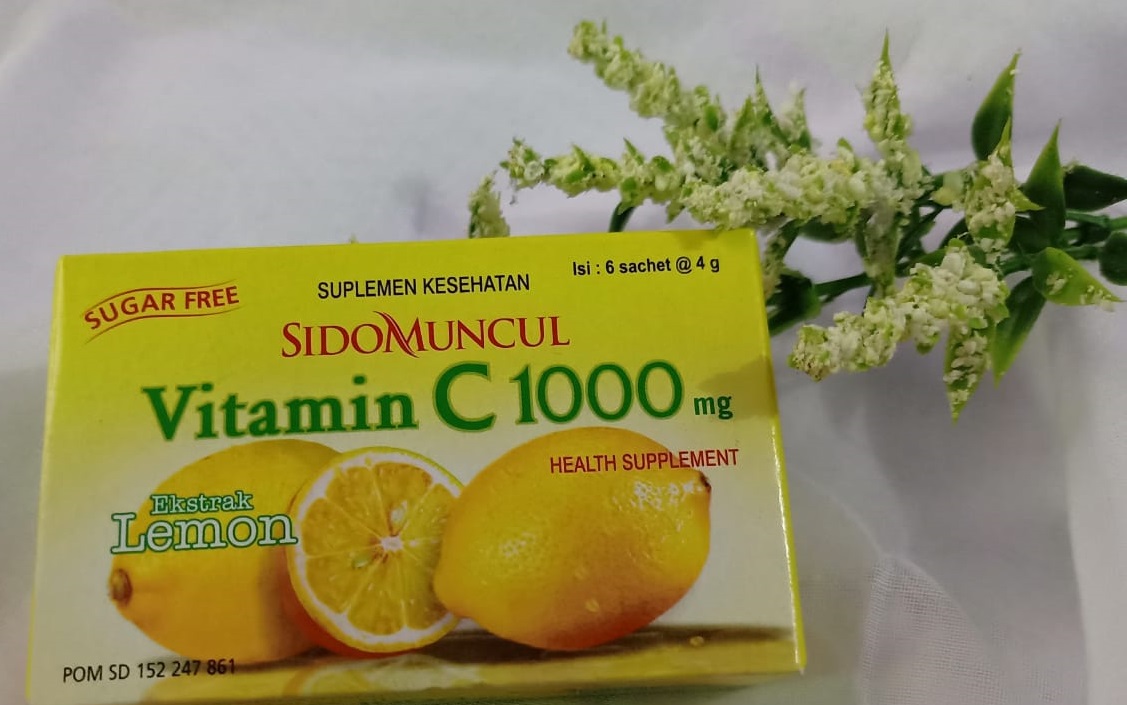 SUGAR FREE
SUPLEMEN KESEHATAN
Isi : 6 sachet @ 4 g
SIDOMUNCUL
Vitamin C 1000 mg
HEALTH SUPPLEMENT
Ekstrak
Lemon
POM SD 152 247 861